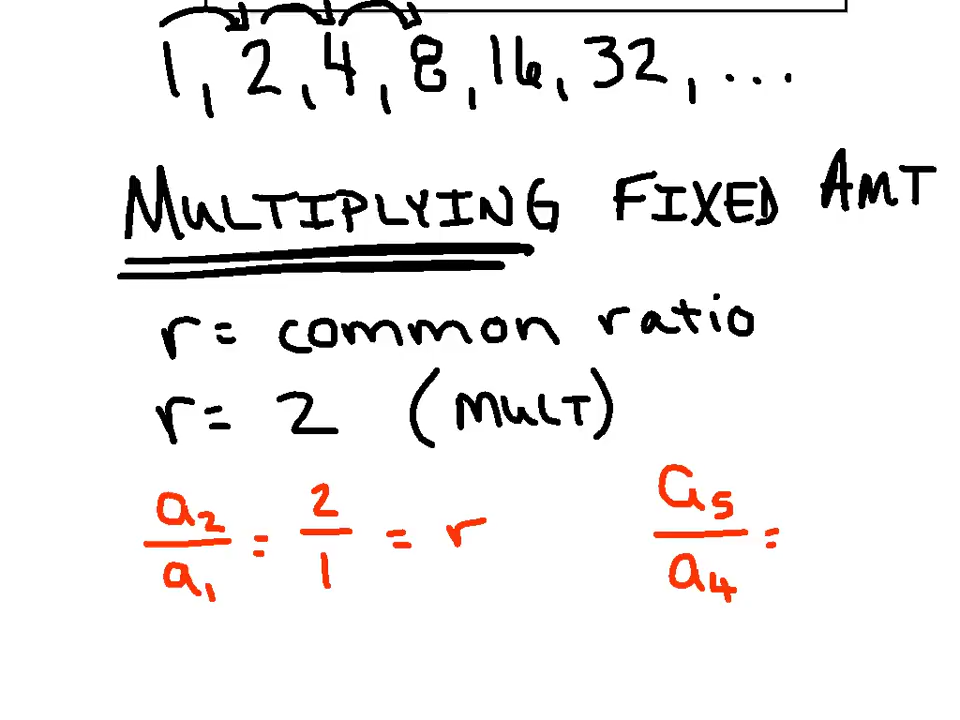 1, 2, 4, 8, 16, 32, ...
MULTIPLYING FIXED AMT
r = common ratio
r = 2 (MULT)
a₂/a₁ = 2/1 = r    a₅/a₄ =